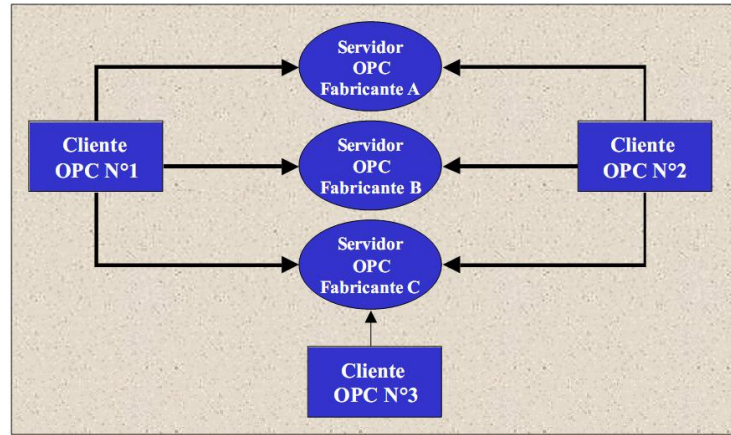 Servidor
OPC
Fabricante A
Cliente
OPC N°1
Servidor
OPC
Fabricante B
Cliente
OPC N°2
Servidor
OPC
Fabricante C
Cliente
OPC N°3